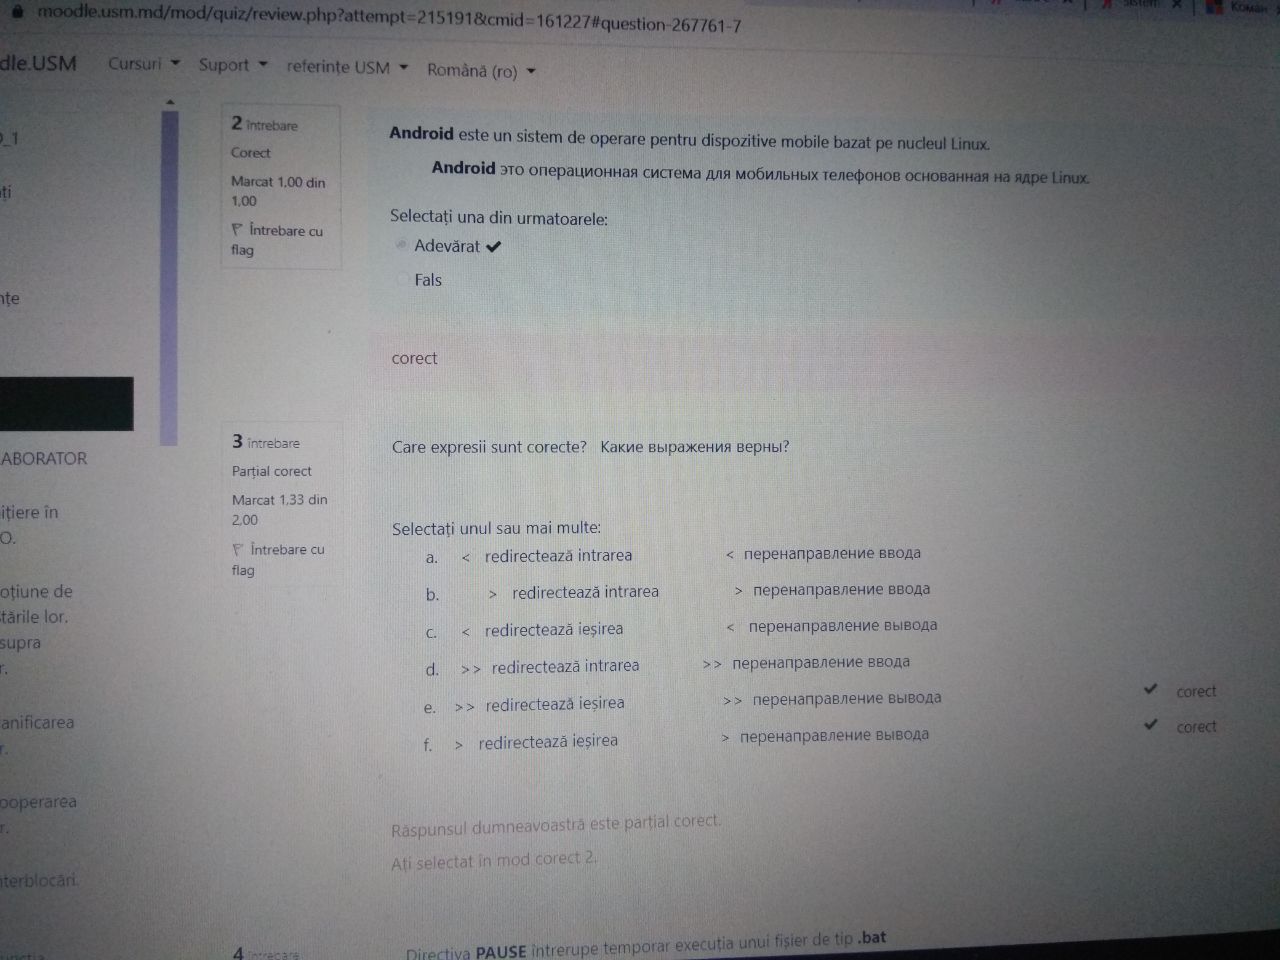 moodle.usm.md/mod/quiz/review.php?attempt=215191&cmid=161227#question-267761-7
dle.USM Cursuri Suport referințe USM Română (ro)
2 întrebare
Corect
Marcat 1,00 din
1,00
Întrebare cu
flag
Android este un sistem de operare pentru dispozitive mobile bazat pe nucleul Linux.
Android это операционная система для мобильных телефонов основанная на ядре Linux.
Selectați una din urmatoarele:
Adevărat
Fals
corect
3 întrebare
Parțial corect
Marcat 1,33 din
2,00
Întrebare cu
flag
Care expresii sunt corecte? Какие выражения верны?
Selectați unul sau mai multe:
a. < redirectează intrarea < перенаправление ввода
b. > redirectează intrarea > перенаправление ввода
c. < redirectează ieșirea < перенаправление вывода
d. >> redirectează intrarea >> перенаправление ввода
e. >> redirectează ieșirea >> перенаправление вывода corect
f. > redirectează ieșirea > перенаправление вывода corect
Răspunsul dumneavoastră este parțial corect.
Ați selectat în mod corect 2.
4 întrebare
Directiva PAUSE întrerupe temporar execuția unui fișier de tip .bat
_1
ți
nțe
ABORATOR
ițiere în
O.
oțiune de
tările lor.
supra
r.
anificarea
r.
ooperarea
r.
nterblocări.